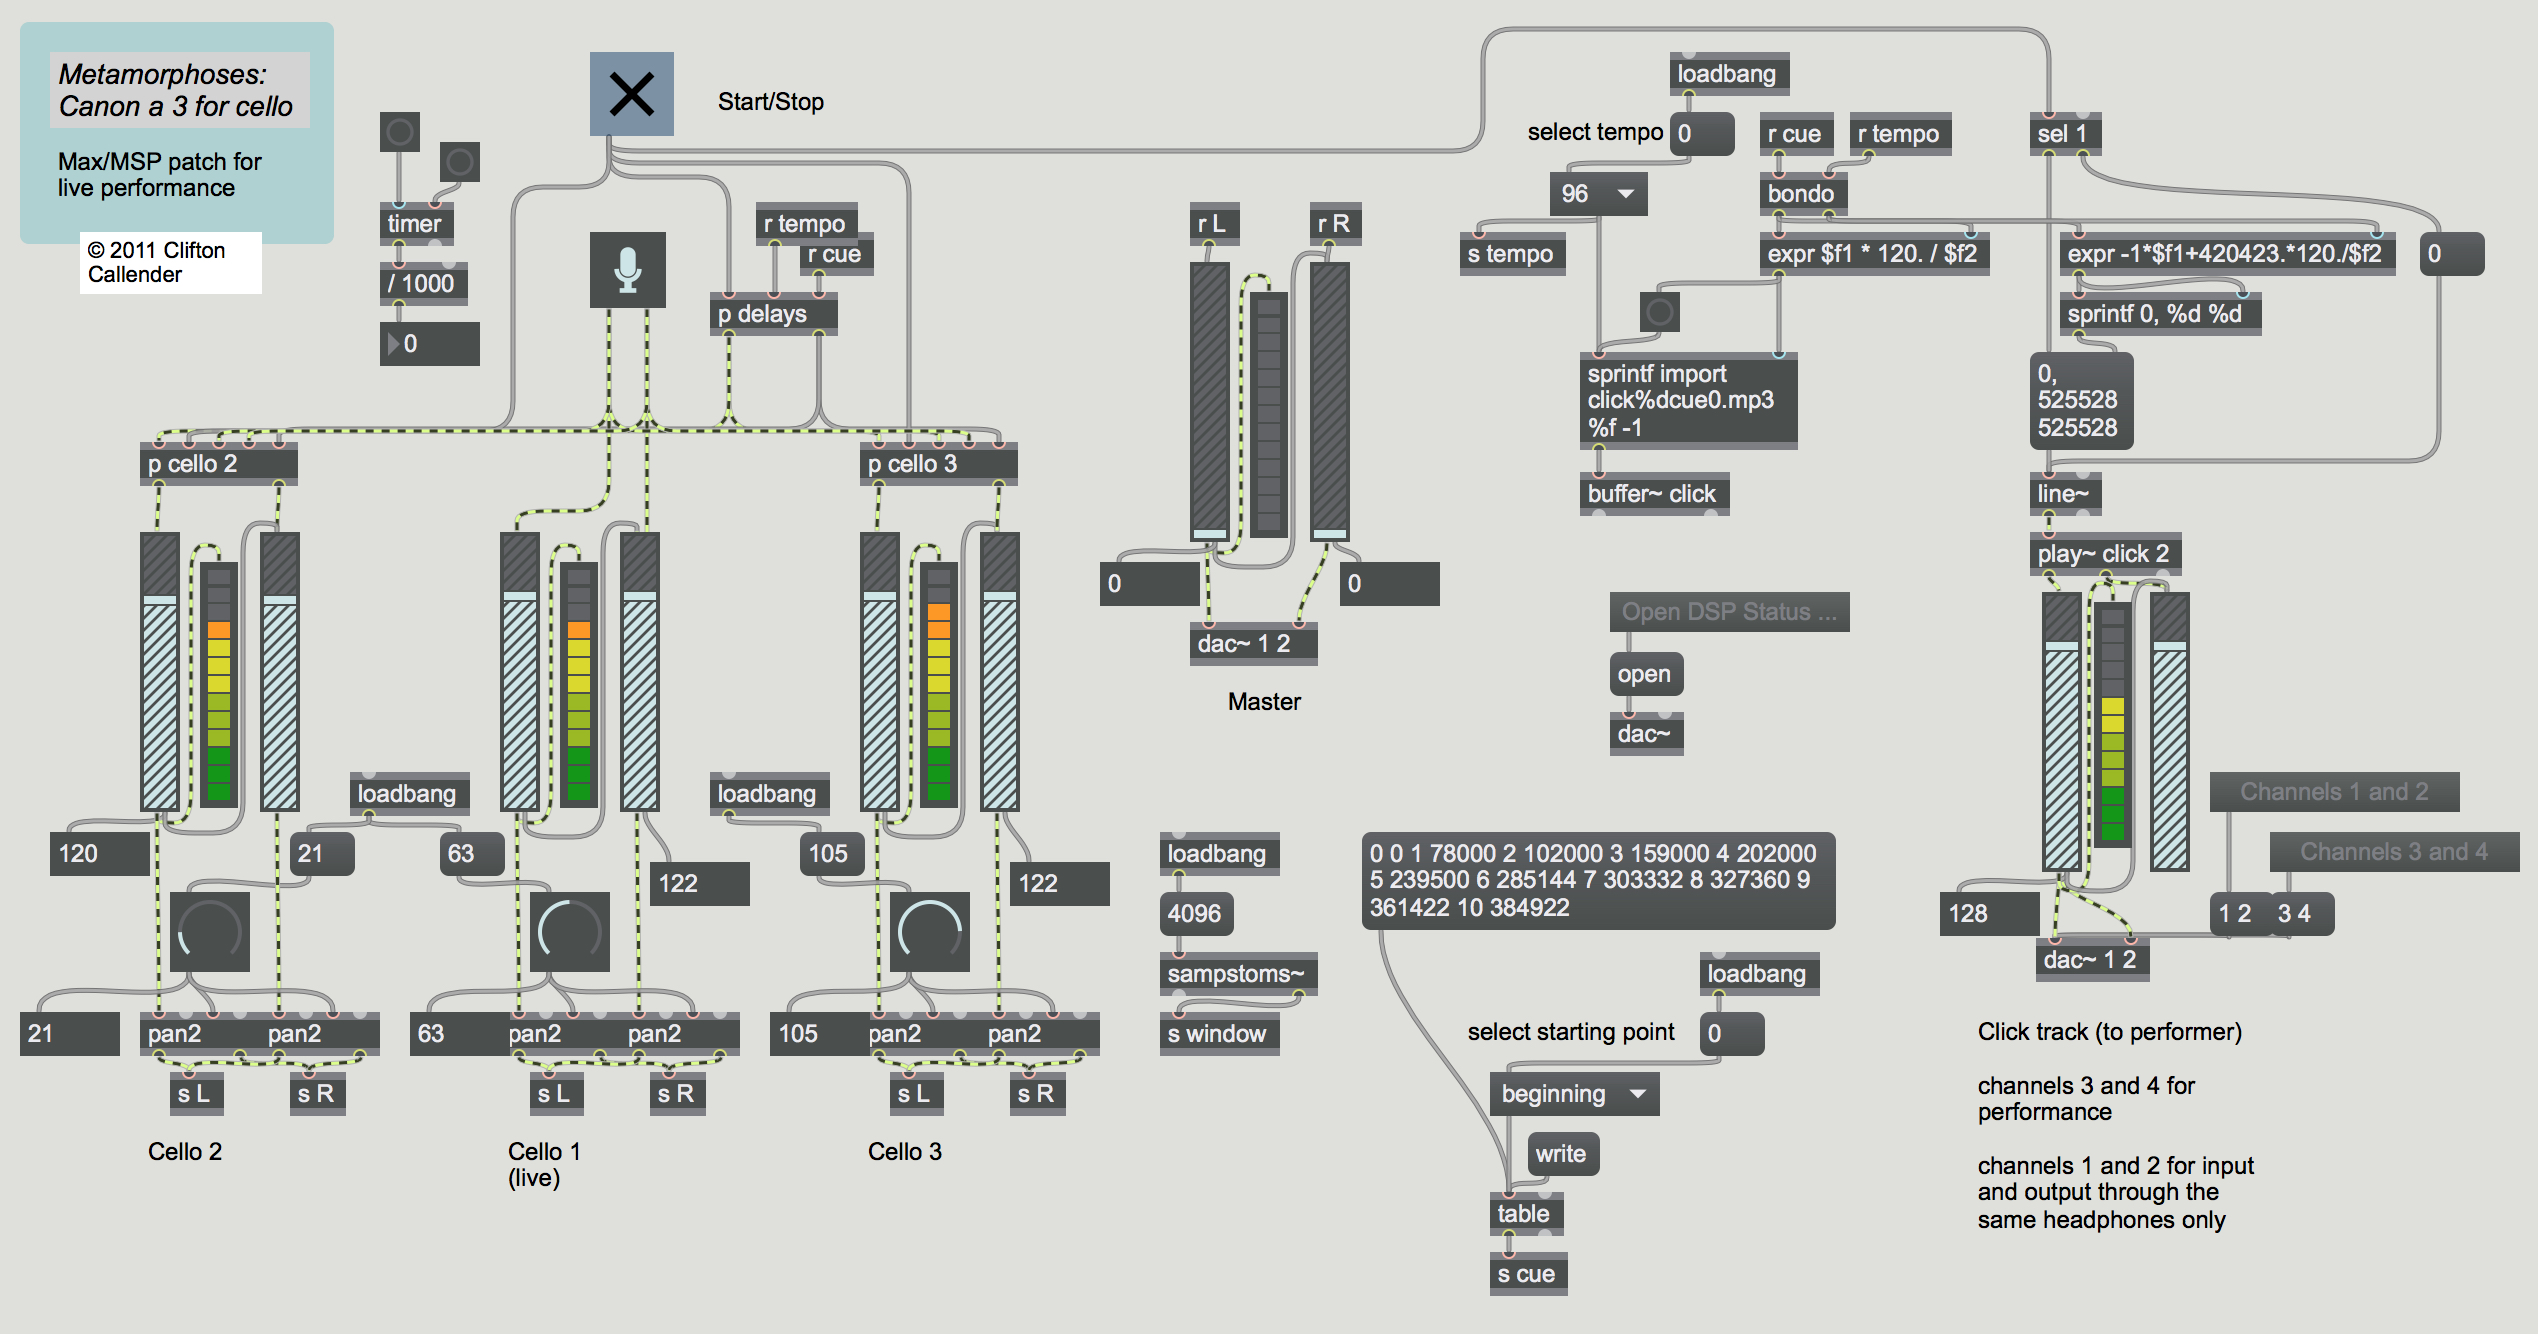 Metamorphoses:
Canon a 3 for cello
Max/MSP patch for
live performance
© 2011 Clifton
Callender
timer
/ 1000
0
Start/Stop
r tempo
r cue
p delays
p cello 2
p cello 3
loadbang
loadbang
120
21
63
122
105
122
21
pan2
pan2
63
pan2
pan2
105
pan2
pan2
s L
s R
s L
s R
s L
s R
Cello 2
Cello 1
(live)
Cello 3
r L
r R
0
0
dac~ 1 2
Master
loadbang
4096
sampstoms~
s window
loadbang
select tempo
0
96
s tempo
r cue
r tempo
bondo
expr $f1 * 120. / $f2
sprintf import
click%dcue0.mp3
%f -1
buffer~ click
Open DSP Status ...
open
dac~
0 0 1 78000 2 102000 3 159000 4 202000
5 239500 6 285144 7 303332 8 327360 9
361422 10 384922
loadbang
select starting point
0
beginning
write
table
s cue
sel 1
expr -1*$f1+420423.*120./$f2
0
sprintf 0, %d %d
0,
525528
525528
line~
play~ click 2
Channels 1 and 2
Channels 3 and 4
128
1 2
3 4
dac~ 1 2
Click track (to performer)
channels 3 and 4 for
performance
channels 1 and 2 for input
and output through the
same headphones only